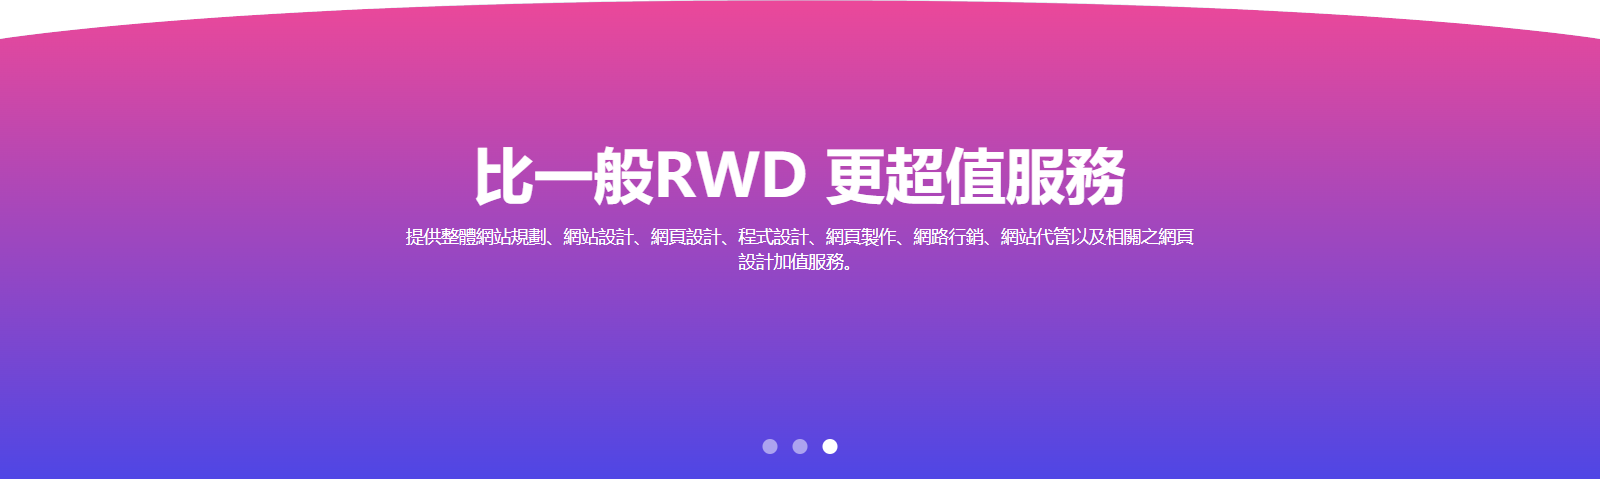 比一般RWD 更超值服務
提供整體網站規劃、網站設計、網頁設計、程式設計、網頁製作、網路行銷、網站代管以及相關之網頁
設計加值服務。